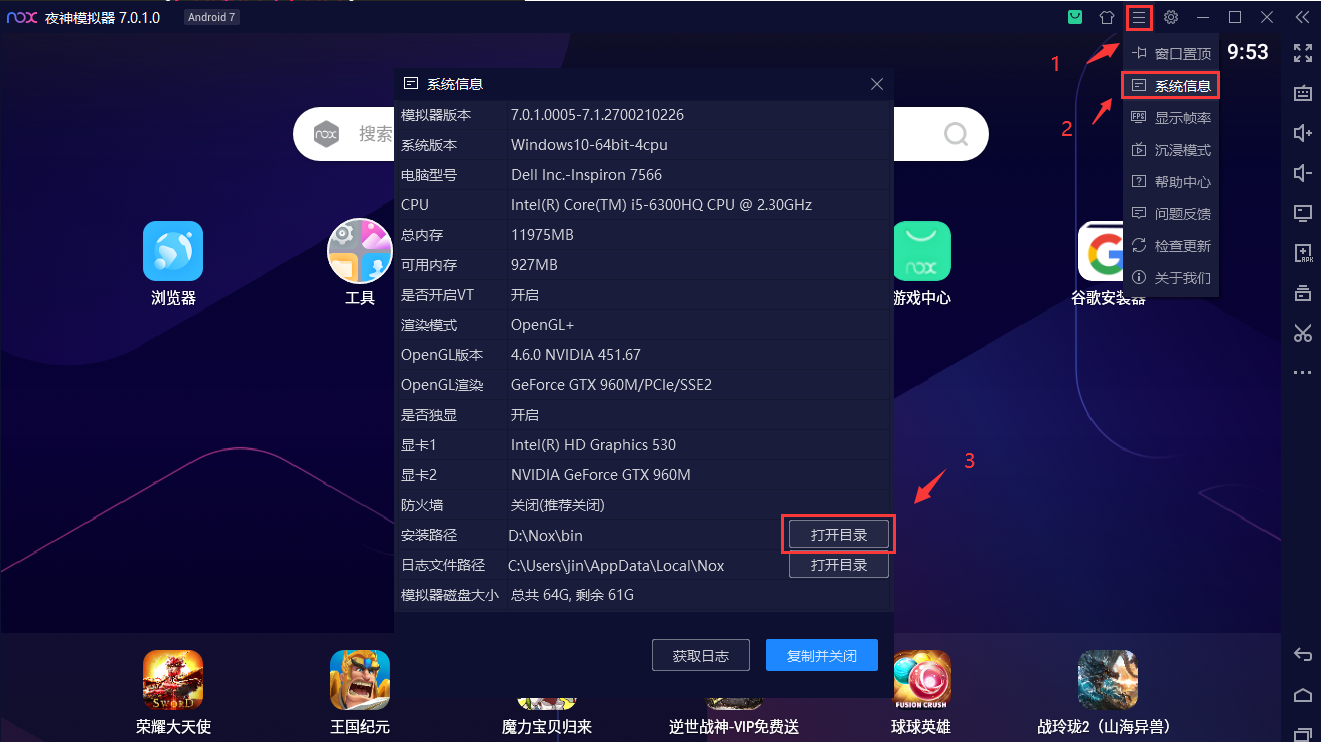 nox 夜神模拟器 7.0.1.0 Android 7
1
窗口置顶
9:53
2
系统信息
显示帧率
沉浸模式
帮助中心
问题反馈
检查更新
关于我们
nox 搜索
浏览器
工具
nox
游戏中心
G
谷歌安装器
系统信息
模拟器版本 7.0.1.0005-7.1.2700210226
系统版本 Windows10-64bit-4cpu
电脑型号 Dell Inc.-Inspiron 7566
CPU Intel(R) Core(TM) i5-6300HQ CPU @ 2.30GHz
总内存 11975MB
可用内存 927MB
是否开启VT 开启
渲染模式 OpenGL+
OpenGL版本 4.6.0 NVIDIA 451.67
OpenGL渲染 GeForce GTX 960M/PCIe/SSE2
是否独显 开启
显卡1 Intel(R) HD Graphics 530
显卡2 NVIDIA GeForce GTX 960M
3
防火墙 关闭(推荐关闭)
安装路径 D:\Nox\bin 打开目录
日志文件路径 C:\Users\jin\AppData\Local\Nox 打开目录
模拟器磁盘大小 总共 64G, 剩余 61G
获取日志 复制并关闭
SWORD
FUSION CRUSH
荣耀大天使
王国纪元
魔力宝贝归来
逆世战神-VIP免费送
球球英雄
战玲珑2（山海异兽）
FPS
APK